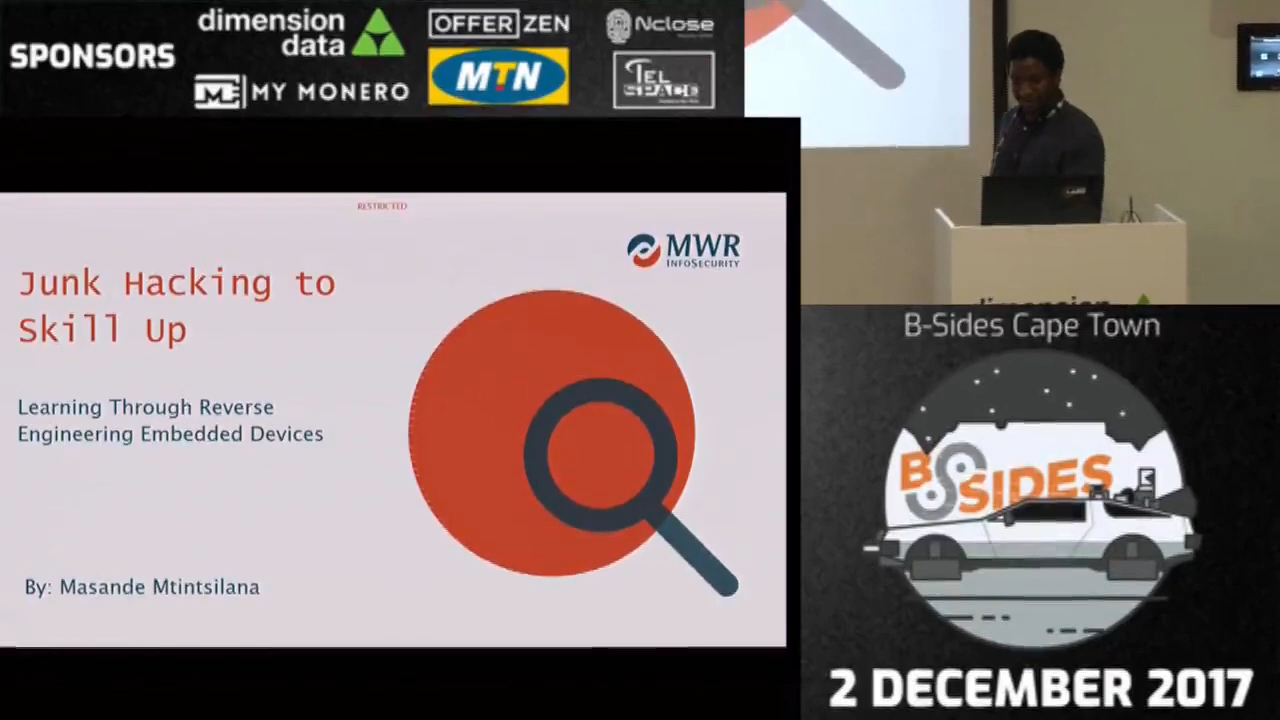 SPONSORS
dimension
data
OFFERZEN
Nclose
MY MONERO
MTN
TEL
SPACE
RESTRICTED
MWR
INFOSECURITY
Junk Hacking to
Skill Up
Learning Through Reverse
Engineering Embedded Devices
By: Masande Mtintsilana
dimension
B-Sides Cape Town
BSIDES
2 DECEMBER 2017